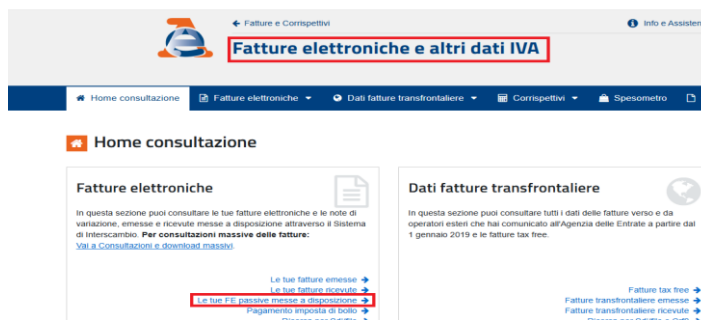 ← Fatture e Corrispettivi
Info e Assisten
Fatture elettroniche e altri dati IVA
Home consultazione
Fatture elettroniche
Dati fatture transfrontaliere
Corrispettivi
Spesometro
Home consultazione
Fatture elettroniche
In questa sezione puoi consultare le tue fatture elettroniche e le note di
variazione, emesse e ricevute messe a disposizione attraverso il Sistema
di Interscambio. Per consultazioni massive delle fatture:
Vai a Consultazioni e download massivi.
Le tue fatture emesse →
Le tue fatture ricevute →
Le tue FE passive messe a disposizione →
Pagamento imposta di bollo →
Dati fatture transfrontaliere
In questa sezione puoi consultare tutti i dati delle fatture verso e da
operatori esteri che hai comunicato all'Agenzia delle Entrate a partire dal
1 gennaio 2019 e le fatture tax free.
Fatture tax free →
Fatture transfrontaliere emesse →
Fatture transfrontaliere ricevute →